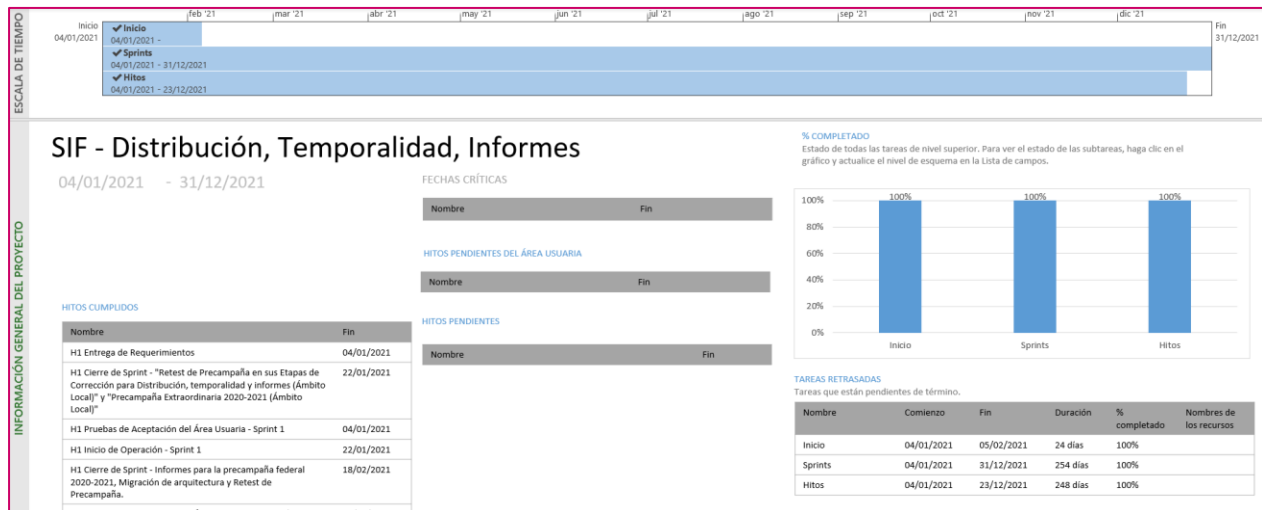 ESCALA DE TIEMPO
feb '21 mar '21 abr '21 may '21 jun '21 jul '21 ago '21 sep '21 oct '21 nov '21 dic '21
Inicio
04/01/2021
✔ Inicio
04/01/2021 -
✔ Sprints
04/01/2021 - 31/12/2021
✔ Hitos
04/01/2021 - 23/12/2021
Fin
31/12/2021
INFORMACIÓN GENERAL DEL PROYECTO
SIF - Distribución, Temporalidad, Informes
04/01/2021 - 31/12/2021
HITOS CUMPLIDOS
Nombre Fin
H1 Entrega de Requerimientos 04/01/2021
H1 Cierre de Sprint - "Retest de Precampaña en sus Etapas de 22/01/2021
Corrección para Distribución, temporalidad y informes (Ámbito
Local)" y "Precampaña Extraordinaria 2020-2021 (Ámbito
Local)"
H1 Pruebas de Aceptación del Área Usuaria - Sprint 1 04/01/2021
H1 Inicio de Operación - Sprint 1 22/01/2021
H1 Cierre de Sprint - Informes para la precampaña federal 18/02/2021
2020-2021, Migración de arquitectura y Retest de
Precampaña.
FECHAS CRÍTICAS
Nombre Fin
HITOS PENDIENTES DEL ÁREA USUARIA
Nombre Fin
HITOS PENDIENTES
Nombre Fin
% COMPLETADO
Estado de todas las tareas de nivel superior. Para ver el estado de las subtareas, haga clic en el
gráfico y actualice el nivel de esquema en la Lista de campos.
100% 100% 100%
100%
80%
60%
40%
20%
0%
Inicio Sprints Hitos
TAREAS RETRASADAS
Tareas que están pendientes de término.
Nombre Comienzo Fin Duración % completado Nombres de los recursos
Inicio 04/01/2021 05/02/2021 24 días 100%
Sprints 04/01/2021 31/12/2021 254 días 100%
Hitos 04/01/2021 23/12/2021 248 días 100%